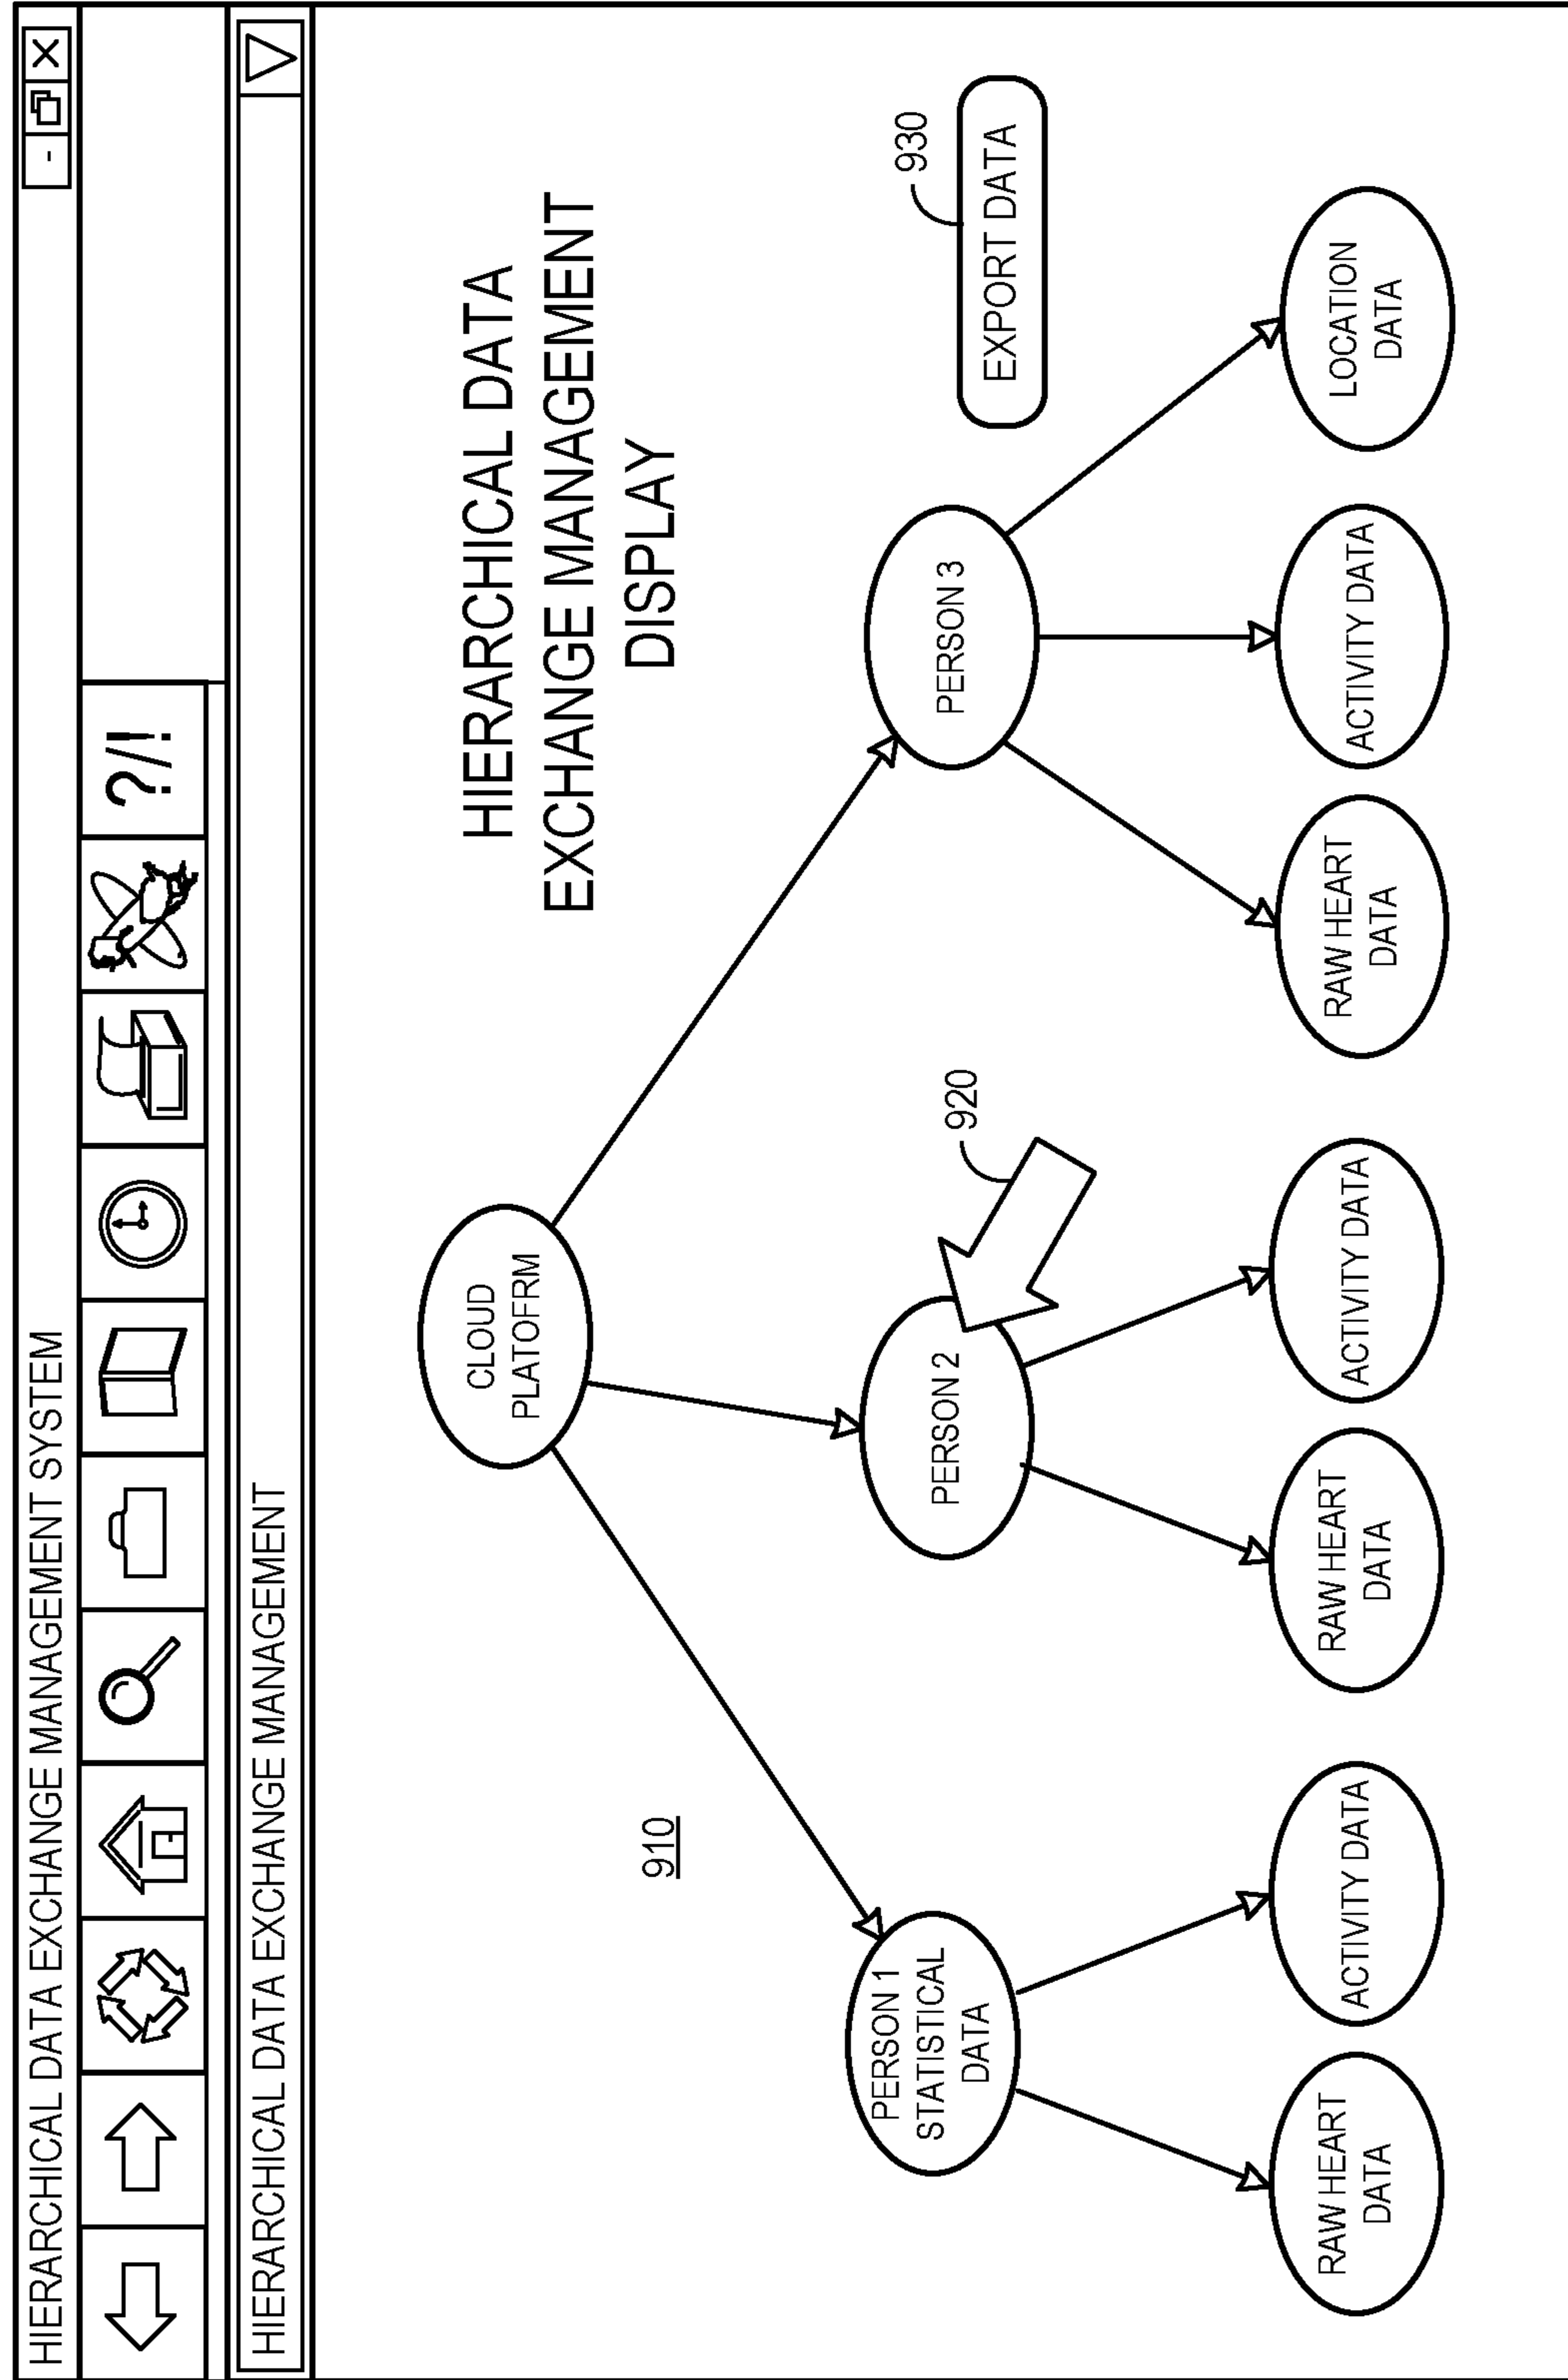 HIERARCHICAL DATA EXCHANGE MANAGEMENT SYSTEM
- X
?/!
HIERARCHICAL DATA EXCHANGE MANAGEMENT
HIERARCHICAL DATA
EXCHANGE MANAGEMENT
DISPLAY
CLOUD
PLATOFRM
910
PERSON 1
STATISTICAL
DATA
PERSON 2
920
PERSON 3
930
EXPORT DATA
RAW HEART
DATA
ACTIVITY DATA
RAW HEART
DATA
ACTIVITY DATA
RAW HEART
DATA
ACTIVITY DATA
LOCATION
DATA